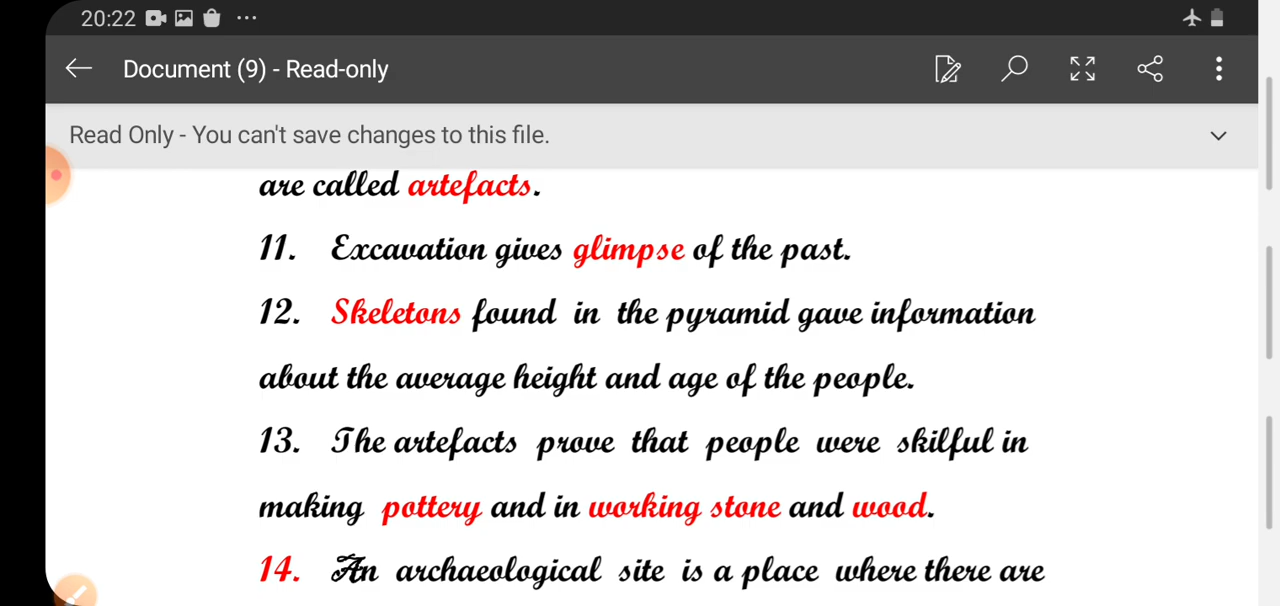 20:22
Document (9) - Read-only
Read Only - You can't save changes to this file.
are called artefacts.
11. Excavation gives glimpse of the past.
12. Skeletons found in the pyramid gave information
about the average height and age of the people.
13. The artefacts prove that people were skilful in
making pottery and in working stone and wood.
14. An archaeological site is a place where there are